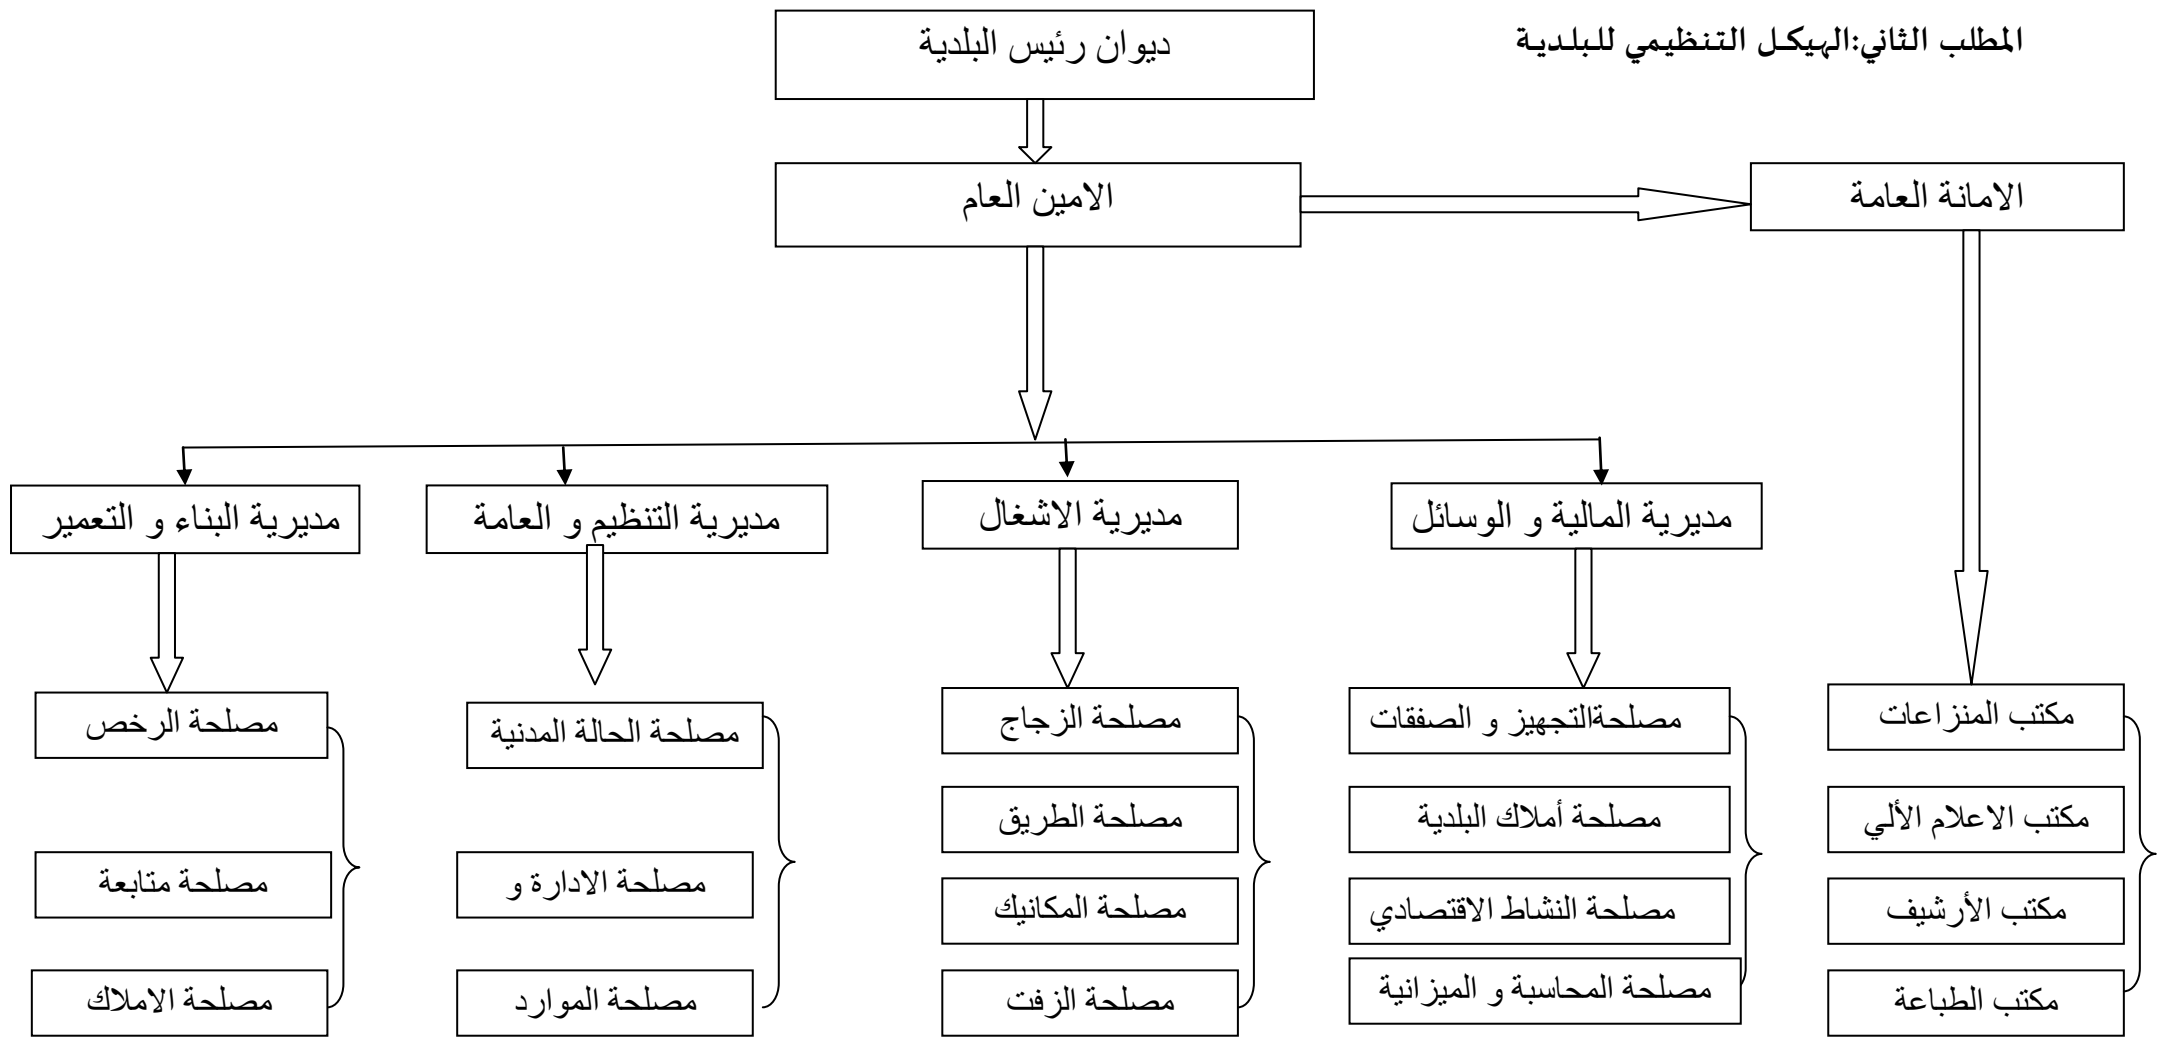 المطلب الثاني:الهيكل التنظيمي للبلدية
ديوان رئيس البلدية
الامين العام
الامانة العامة
مديرية المالية و الوسائل
مديرية الاشغال
مديرية التنظيم و العامة
مديرية البناء و التعمير
مكتب المنزاعات
مكتب الاعلام الألي
مكتب الأرشيف
مكتب الطباعة
مصلحةالتجهيز و الصفقات
مصلحة أملاك البلدية
مصلحة النشاط الاقتصادي
مصلحة المحاسبة و الميزانية
مصلحة الزجاج
مصلحة الطريق
مصلحة المكانيك
مصلحة الزفت
مصلحة الحالة المدنية
مصلحة الادارة و
مصلحة الموارد
مصلحة الرخص
مصلحة متابعة
مصلحة الاملاك